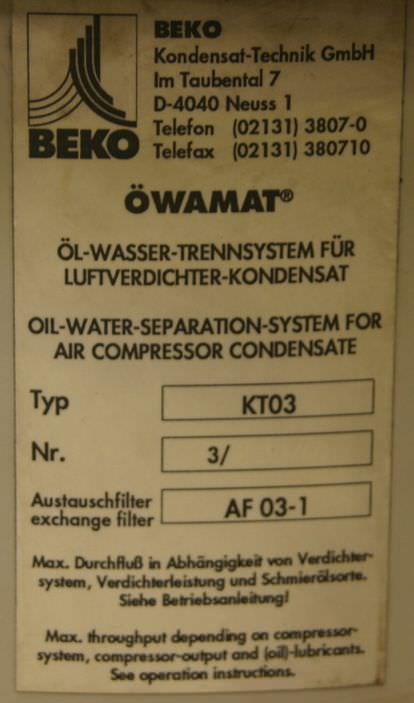 BEKO
BEKO
Kondensat-Technik GmbH
Im Taubental 7
D-4040 Neuss 1
Telefon (02131) 3807-0
Telefax (02131) 380710
ÖWAMAT®
ÖL-WASSER-TRENNSYSTEM FÜR
LUFTVERDICHTER-KONDENSAT
OIL-WATER-SEPARATION-SYSTEM FOR
AIR COMPRESSOR CONDENSATE
Typ KT03
Nr. 3/
Austauschfilter
exchange filter AF 03-1
Max. Durchfluß in Abhängigkeit von Verdichter-
system, Verdichterleistung und Schmierölsorte.
Siehe Betriebsanleitung!
Max. throughput depending on compressor-
system, compressor-output and (oil)-lubricants.
See operation instructions.